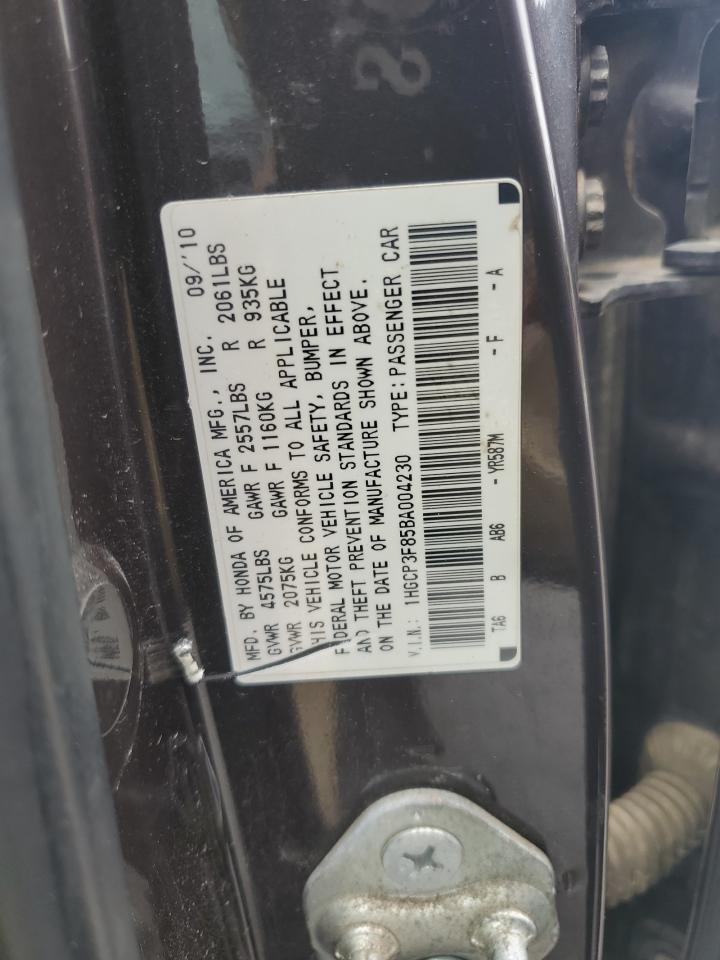 MFD. BY HONDA OF AMERICA MFG., INC. 09/'10
GVWR 4575LBS GAWR F 2557LBS R 2061LBS
GVWR 2075KG GAWR F 1160KG R 935KG
THIS VEHICLE CONFORMS TO ALL APPLICABLE
FEDERAL MOTOR VEHICLE SAFETY, BUMPER,
AND THEFT PREVENTION STANDARDS IN EFFECT
ON THE DATE OF MANUFACTURE SHOWN ABOVE.
V.I.N.: 1HGCP3F85BA004230 TYPE: PASSENGER CAR
TA6 B AB6 - YR587M - F - A